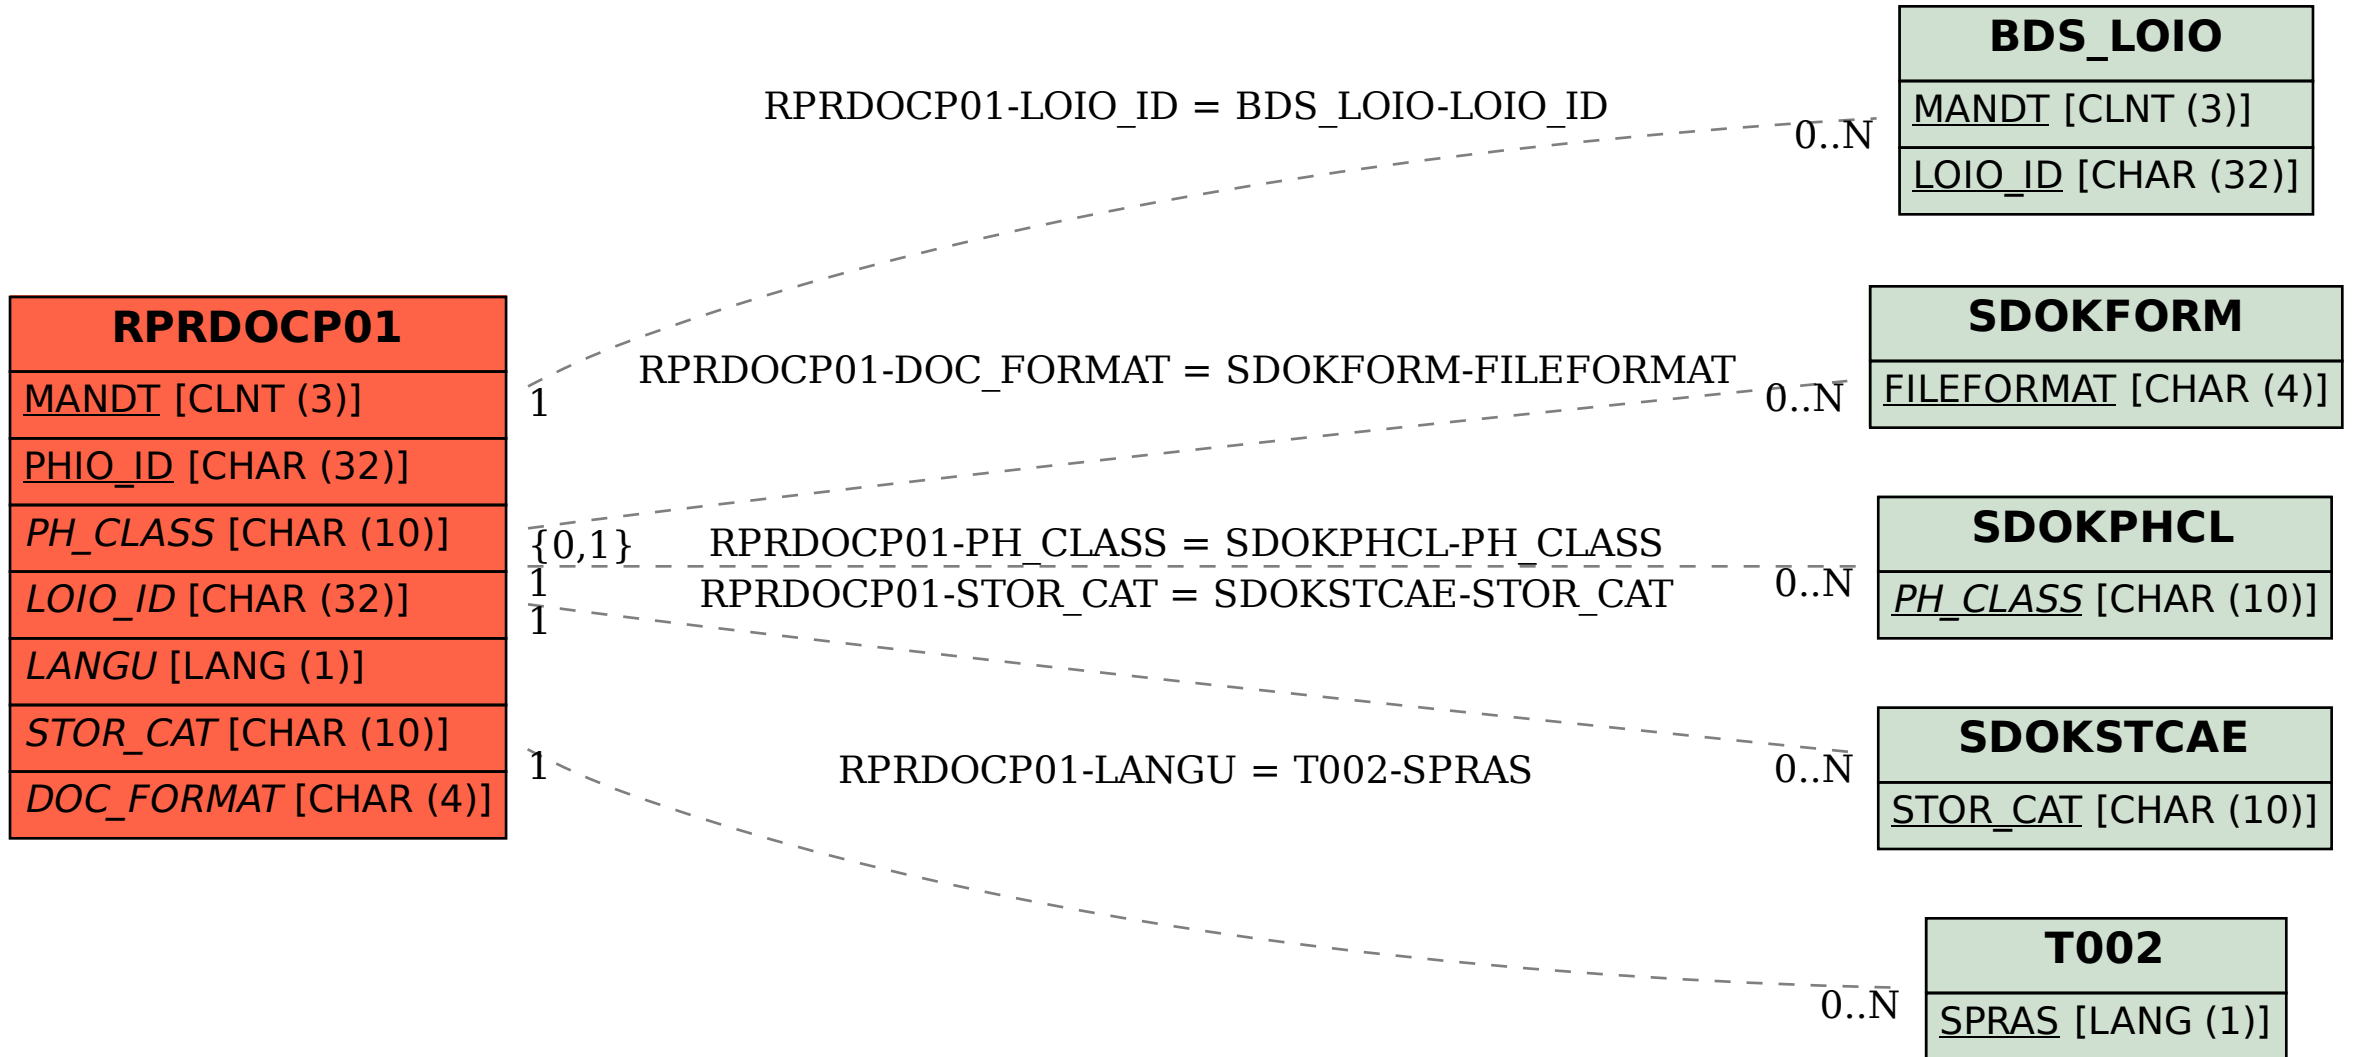 RPRDOCP01
MANDT [CLNT (3)]
PHIO_ID [CHAR (32)]
PH_CLASS [CHAR (10)]
LOIO_ID [CHAR (32)]
LANGU [LANG (1)]
STOR_CAT [CHAR (10)]
DOC_FORMAT [CHAR (4)]
RPRDOCP01-LOIO_ID = BDS_LOIO-LOIO_ID
0..N
1
RPRDOCP01-DOC_FORMAT = SDOKFORM-FILEFORMAT
0..N
{0,1}
RPRDOCP01-PH_CLASS = SDOKPHCL-PH_CLASS
0..N
1
RPRDOCP01-STOR_CAT = SDOKSTCAE-STOR_CAT
0..N
1
RPRDOCP01-LANGU = T002-SPRAS
0..N
1
BDS_LOIO
MANDT [CLNT (3)]
LOIO_ID [CHAR (32)]
SDOKFORM
FILEFORMAT [CHAR (4)]
SDOKPHCL
PH_CLASS [CHAR (10)]
SDOKSTCAE
STOR_CAT [CHAR (10)]
T002
SPRAS [LANG (1)]